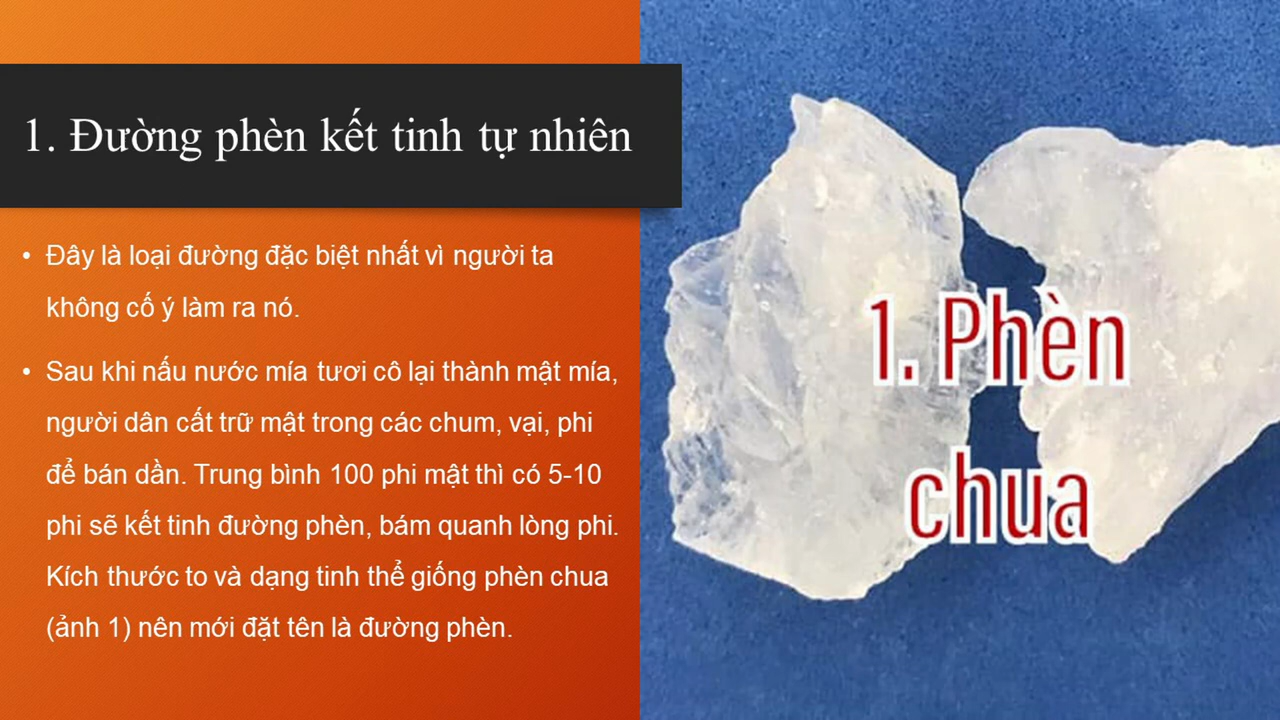 1. Đường phèn kết tinh tự nhiên
• Đây là loại đường đặc biệt nhất vì người ta
không cố ý làm ra nó.
• Sau khi nấu nước mía tươi cô lại thành mật mía,
người dân cất trữ mật trong các chum, vại, phi
để bán dần. Trung bình 100 phi mật thì có 5-10
phi sẽ kết tinh đường phèn, bám quanh lòng phi.
Kích thước to và dạng tinh thể giống phèn chua
(ảnh 1) nên mới đặt tên là đường phèn.
1. Phèn
chua